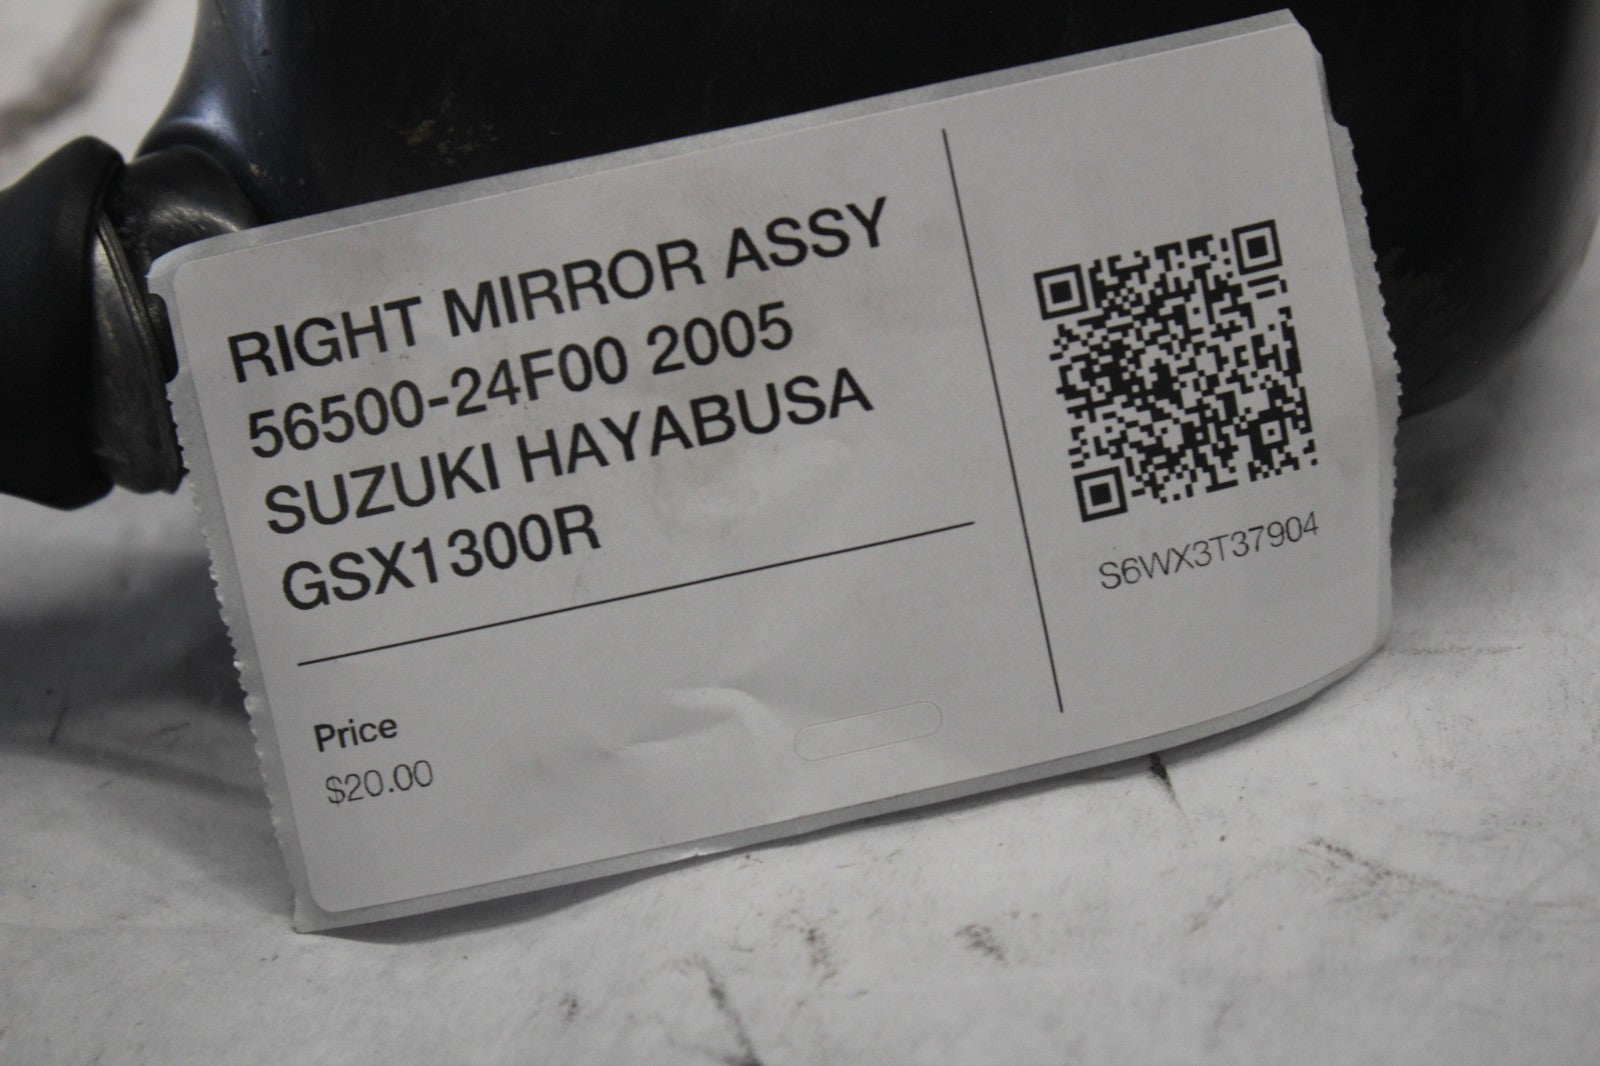 RIGHT MIRROR ASSY
56500-24F00 2005
SUZUKI HAYABUSA
GSX1300R
Price
$20.00
S6WX3T37904